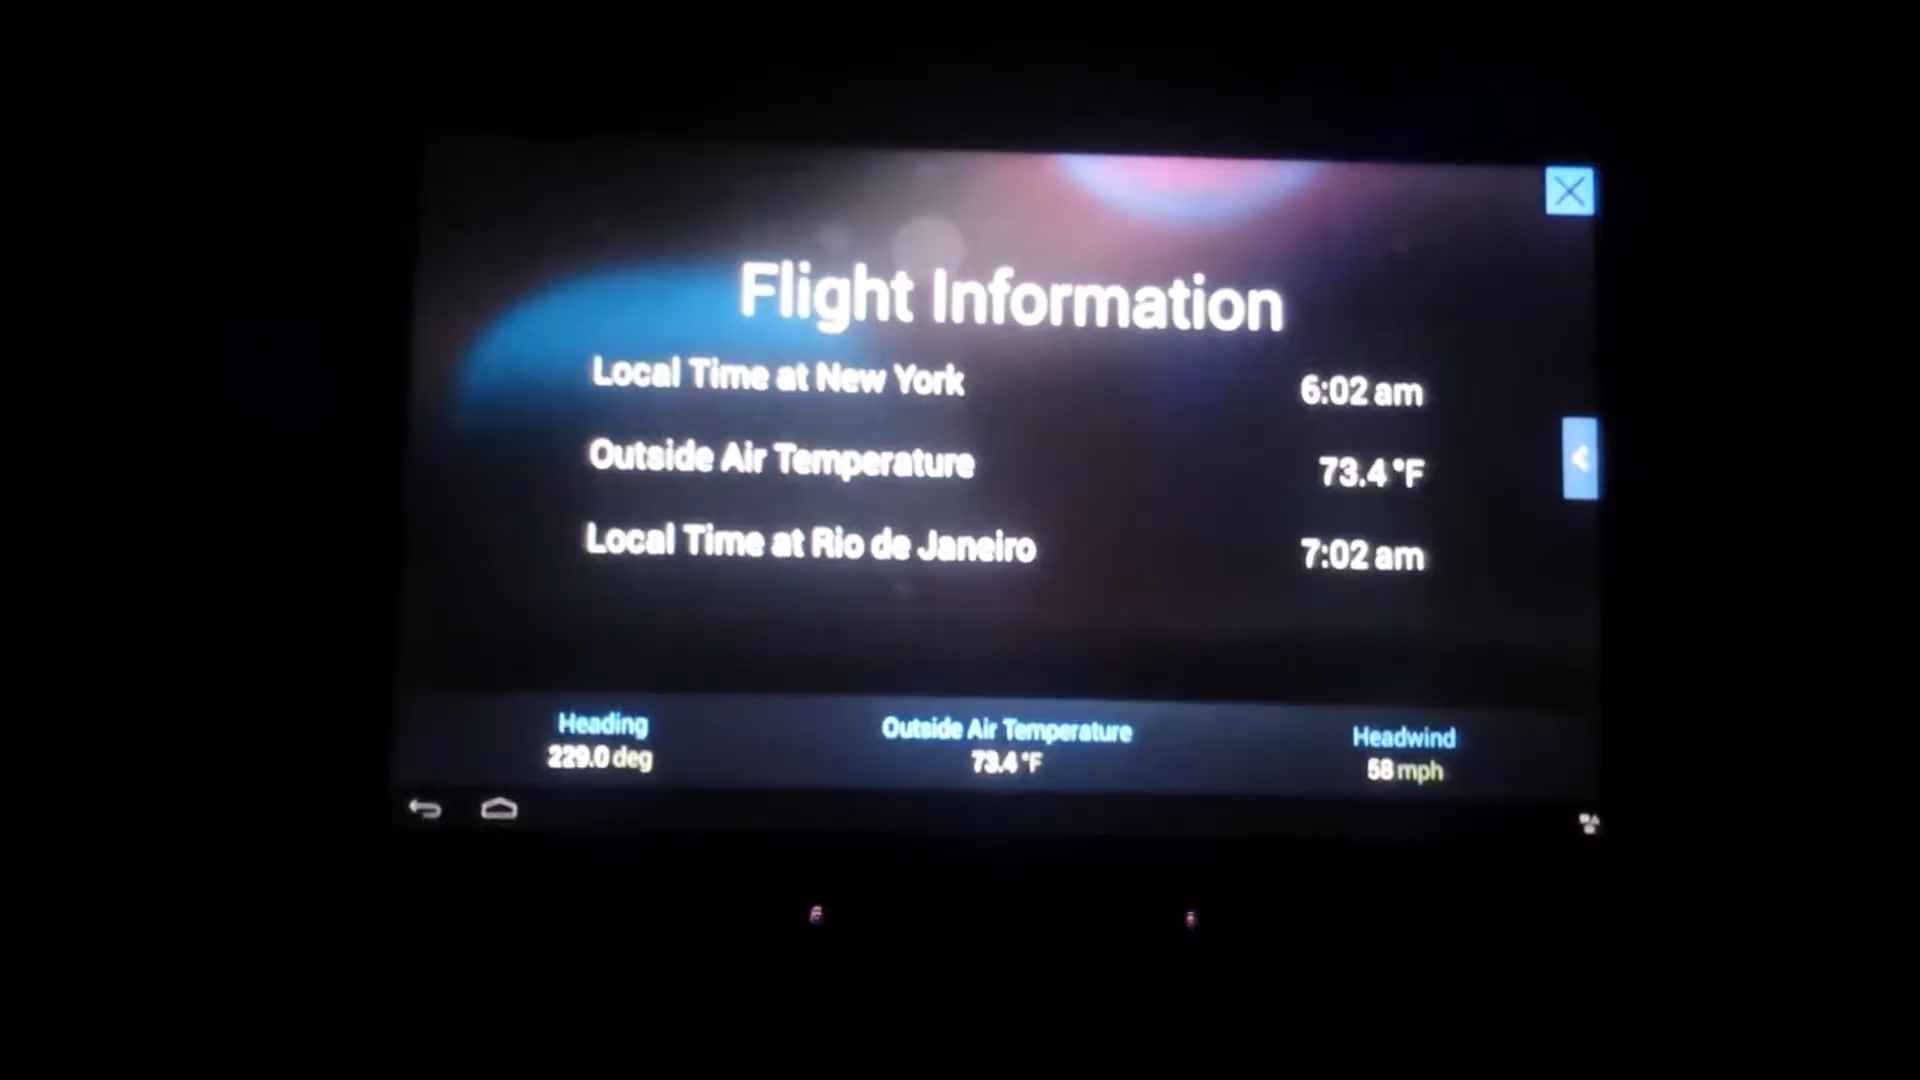 Flight Information
Local Time at New York 6:02 am
Outside Air Temperature 73.4 °F
Local Time at Rio de Janeiro 7:02 am
Heading Outside Air Temperature Headwind
229.0 deg 73.4 °F 58 mph